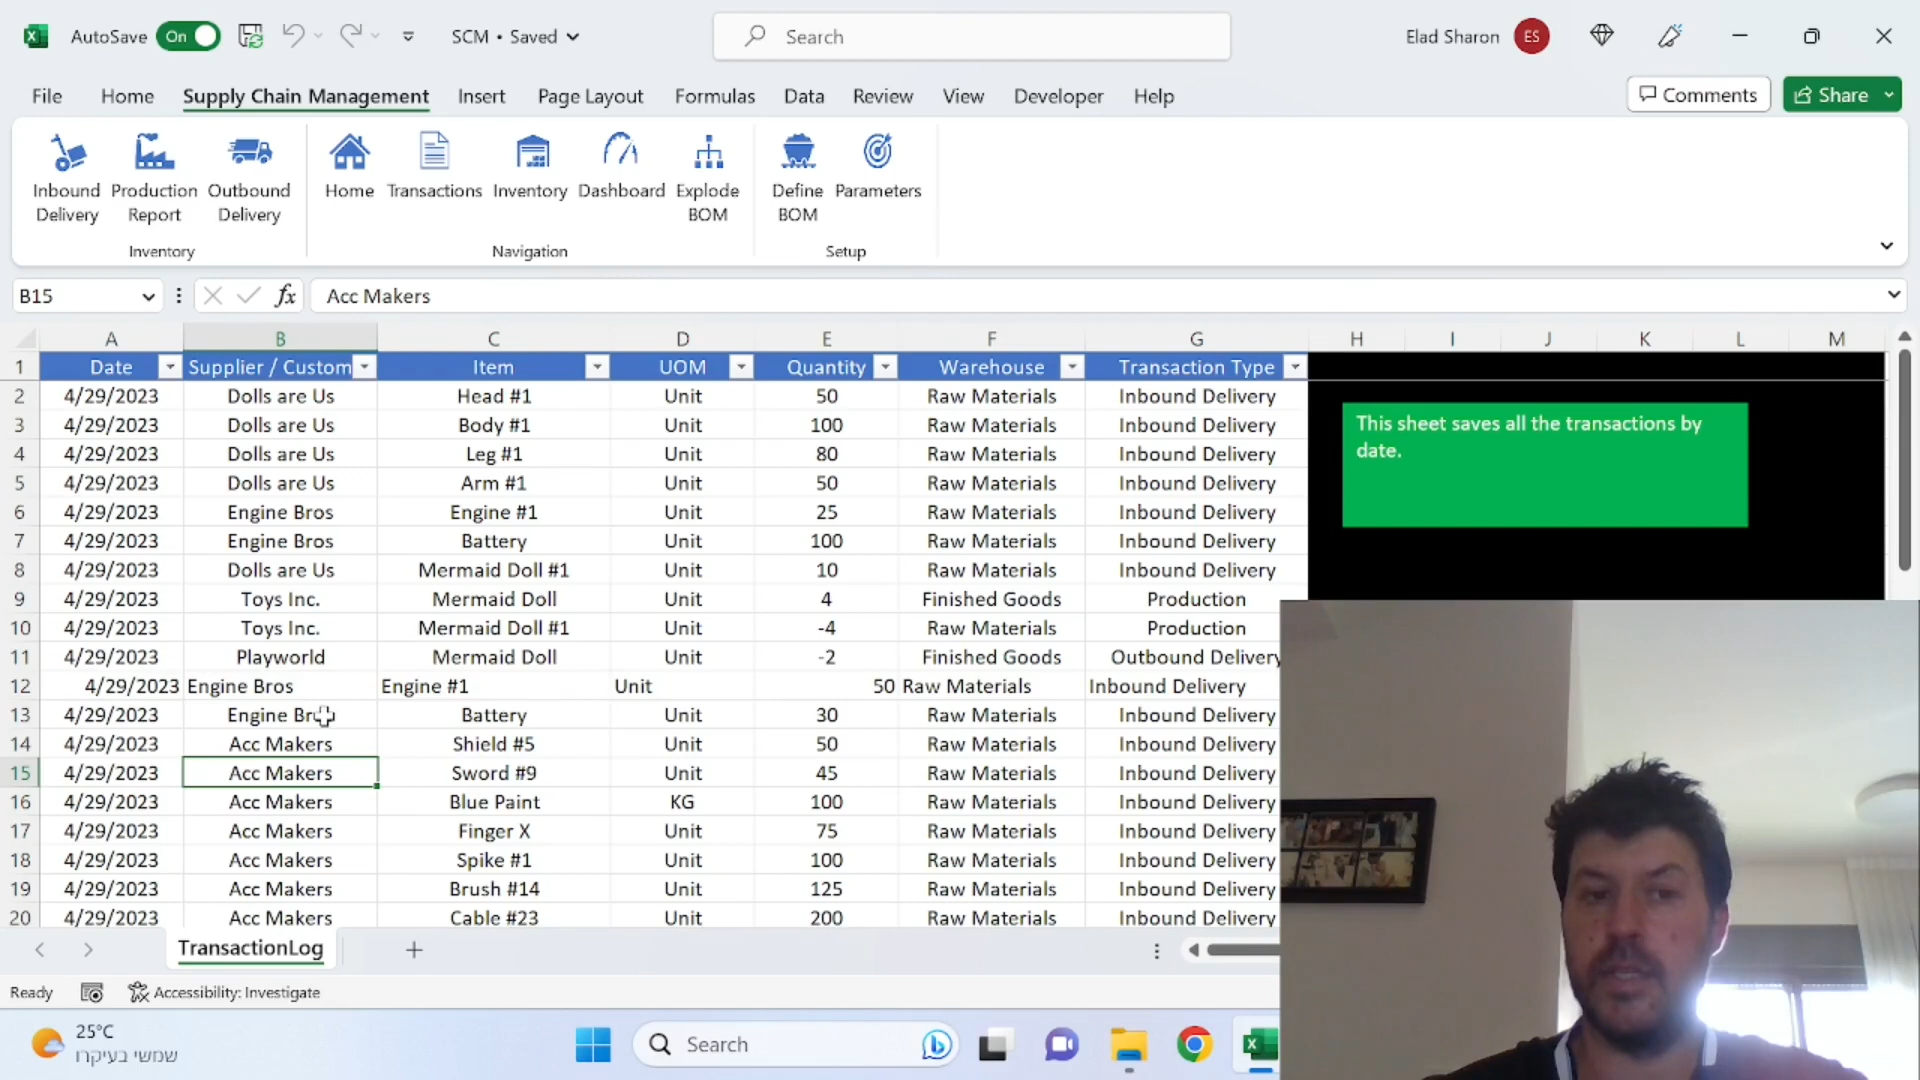 AutoSave On SCM • Saved Search Elad Sharon ES
File Home Supply Chain Management Insert Page Layout Formulas Data Review View Developer Help Comments Share
Inbound Delivery Production Report Outbound Delivery Home Transactions Inventory Dashboard Explode BOM Define BOM Parameters
Inventory Navigation Setup
B15 fx Acc Makers
A B C D E F G H I J K L M
1 Date Supplier / Custom Item UOM Quantity Warehouse Transaction Type
2 4/29/2023 Dolls are Us Head #1 Unit 50 Raw Materials Inbound Delivery
3 4/29/2023 Dolls are Us Body #1 Unit 100 Raw Materials Inbound Delivery
4 4/29/2023 Dolls are Us Leg #1 Unit 80 Raw Materials Inbound Delivery
5 4/29/2023 Dolls are Us Arm #1 Unit 50 Raw Materials Inbound Delivery
6 4/29/2023 Engine Bros Engine #1 Unit 25 Raw Materials Inbound Delivery
7 4/29/2023 Engine Bros Battery Unit 100 Raw Materials Inbound Delivery
8 4/29/2023 Dolls are Us Mermaid Doll #1 Unit 10 Raw Materials Inbound Delivery
9 4/29/2023 Toys Inc. Mermaid Doll Unit 4 Finished Goods Production
10 4/29/2023 Toys Inc. Mermaid Doll #1 Unit -4 Raw Materials Production
11 4/29/2023 Playworld Mermaid Doll Unit -2 Finished Goods Outbound Delivery
12 4/29/2023 Engine Bros Engine #1 Unit 50 Raw Materials Inbound Delivery
13 4/29/2023 Engine Bros Battery Unit 30 Raw Materials Inbound Delivery
14 4/29/2023 Acc Makers Shield #5 Unit 50 Raw Materials Inbound Delivery
15 4/29/2023 Acc Makers Sword #9 Unit 45 Raw Materials Inbound Delivery
16 4/29/2023 Acc Makers Blue Paint KG 100 Raw Materials Inbound Delivery
17 4/29/2023 Acc Makers Finger X Unit 75 Raw Materials Inbound Delivery
18 4/29/2023 Acc Makers Spike #1 Unit 100 Raw Materials Inbound Delivery
19 4/29/2023 Acc Makers Brush #14 Unit 125 Raw Materials Inbound Delivery
20 4/29/2023 Acc Makers Cable #23 Unit 200 Raw Materials Inbound Delivery
This sheet saves all the transactions by
date.
TransactionLog
Ready Accessibility: Investigate
25°C
שמשי בעיקרו
Search